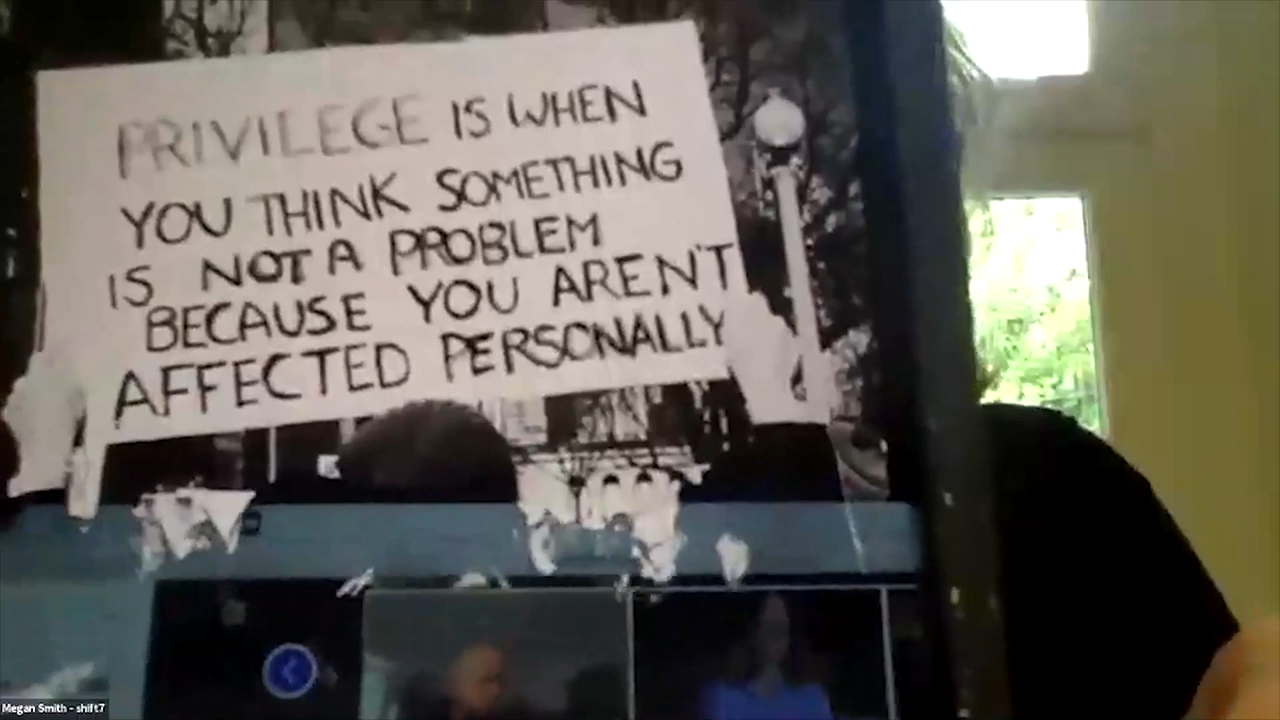 PRIVILEGE IS WHEN
YOU THINK SOMETHING
IS NOT A PROBLEM
BECAUSE YOU AREN'T
AFFECTED PERSONALLY
Megan Smith - shift7